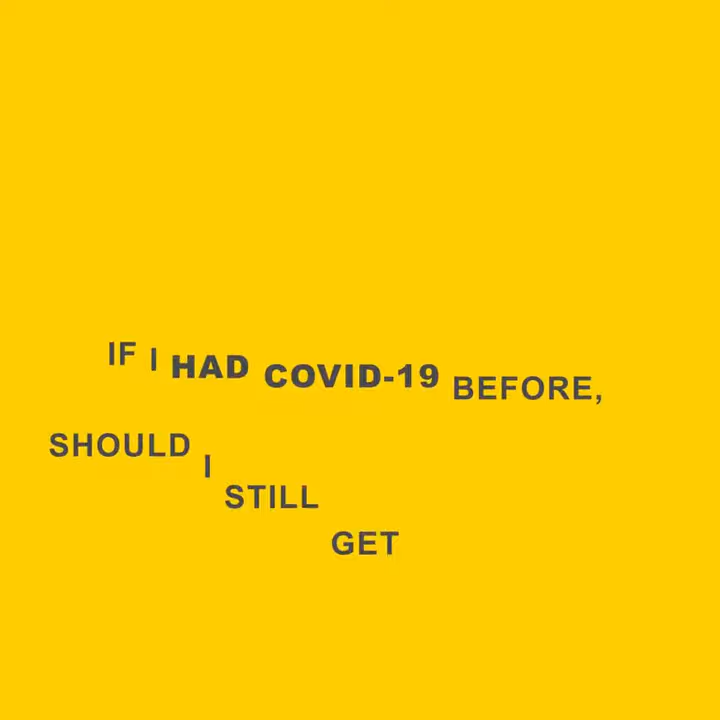 IF I HAD COVID-19 BEFORE,
SHOULD I STILL GET